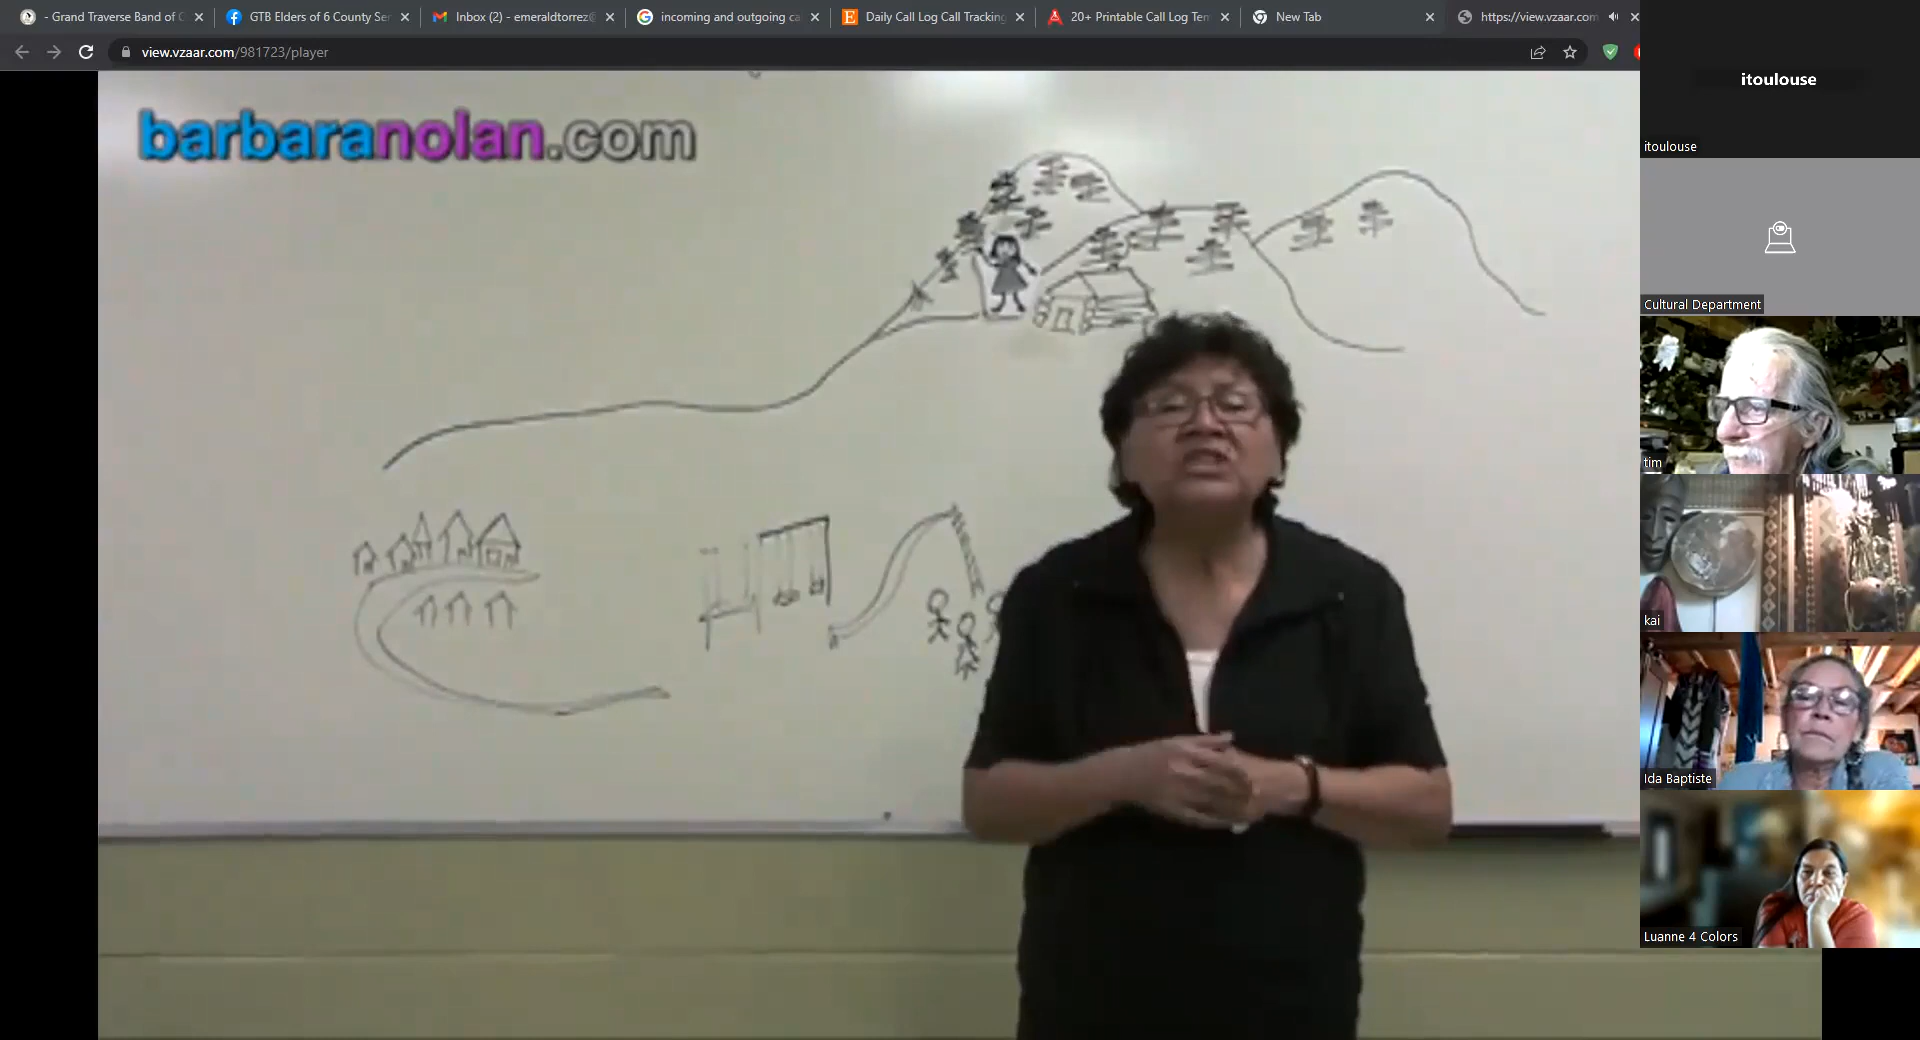 - Grand Traverse Band of O
GTB Elders of 6 County Ser
Inbox (2) - emeraldtorrez@
incoming and outgoing ca
Daily Call Log Call Tracking
20+ Printable Call Log Tem
New Tab
https://view.vzaar.com
view.vzaar.com/981723/player
barbaranolan.com
itoulouse
itoulouse
Cultural Department
tim
kai
Ida Baptiste
Luanne 4 Colors